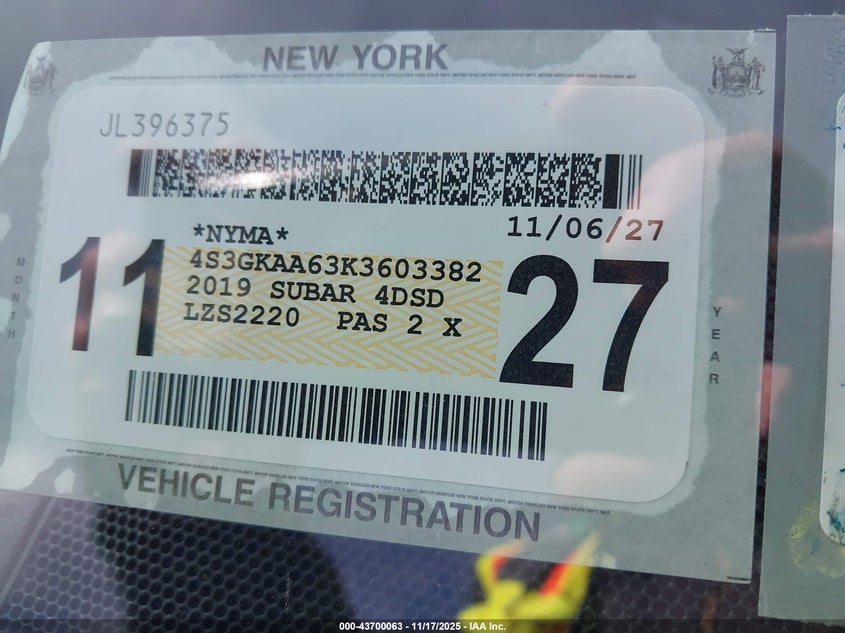 NEW YORK
JL396375
*NYMA*
11/06/27
4S3GKAA63K3603382
2019 SUBAR 4DSD
LZS2220 PAS 2 X
11
27
MONTH
YEAR
VEHICLE REGISTRATION
000-43700063 - 11/17/2025 - IAA Inc.